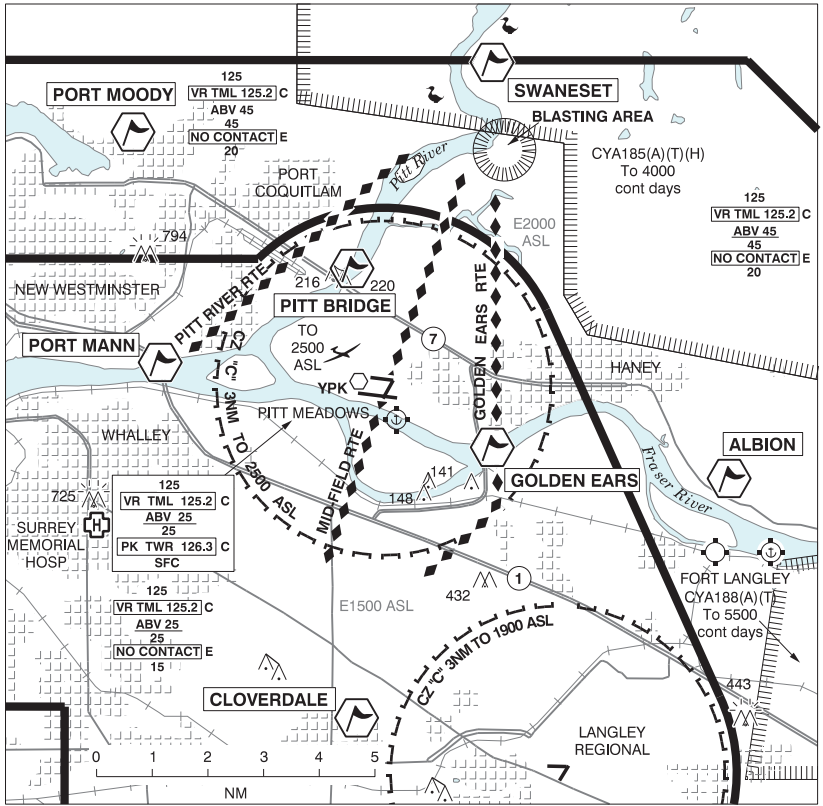 125
VR TML 125.2 C
ABV 45
45
NO CONTACT E
20
PORT MOODY
SWANESET
BLASTING AREA
CYA185(A)(T)(H)
To 4000
cont days
Pitt River
PORT
COQUITLAM
125
VR TML 125.2 C
ABV 45
45
NO CONTACT E
20
E2000
ASL
794
NEW WESTMINSTER
PITT RIVER RTE
216
220
PITT BRIDGE
GOLDEN EARS RTE
PORT MANN
CZ "C" 3NM TO 2500 ASL
TO
2500
ASL
7
YPK
PITT MEADOWS
HANEY
WHALLEY
MIDFIELD RTE
ALBION
141
148
GOLDEN EARS
Fraser River
725
H
SURREY
MEMORIAL
HOSP
125
VR TML 125.2 C
ABV 25
25
PK TWR 126.3 C
SFC
125
VR TML 125.2 C
ABV 25
25
NO CONTACT E
15
E1500 ASL
432
1
FORT LANGLEY
CYA188(A)(T)
To 5500
cont days
CZ "C" 3NM TO 1900 ASL
CLOVERDALE
443
LANGLEY
REGIONAL
0 1 2 3 4 5
NM